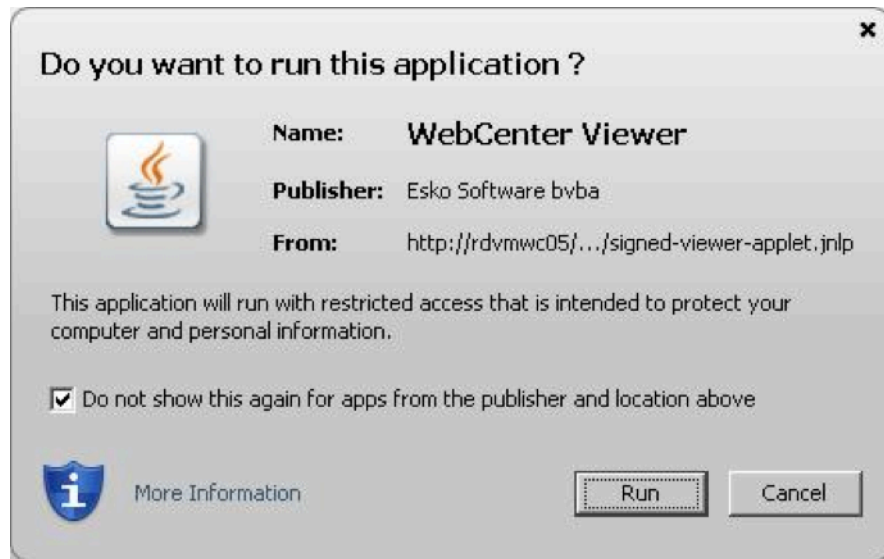 Do you want to run this application ?
Name: WebCenter Viewer
Publisher: Esko Software bvba
From: http://rdvmwc05/.../signed-viewer-applet.jnlp
This application will run with restricted access that is intended to protect your
computer and personal information.
Do not show this again for apps from the publisher and location above
More Information
Run
Cancel